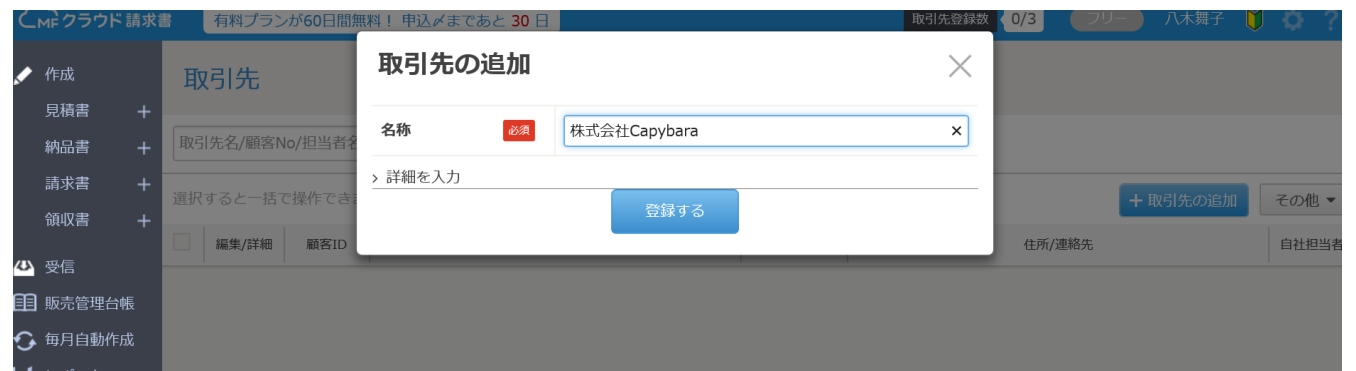 MFクラウド請求書
有料プランが60日間無料！ 申込〆まであと 30 日
取引先登録数 0/3
フリー
八木舞子
?
作成
見積書 +
納品書 +
請求書 +
領収書 +
受信
販売管理台帳
毎月自動作成
取引先
取引先名/顧客No/担当者名
選択すると一括で操作でき
+ 取引先の追加
その他
編集/詳細
顧客ID
住所/連絡先
自社担当者
取引先の追加
名称 必須 株式会社Capybara ×
> 詳細を入力
登録する